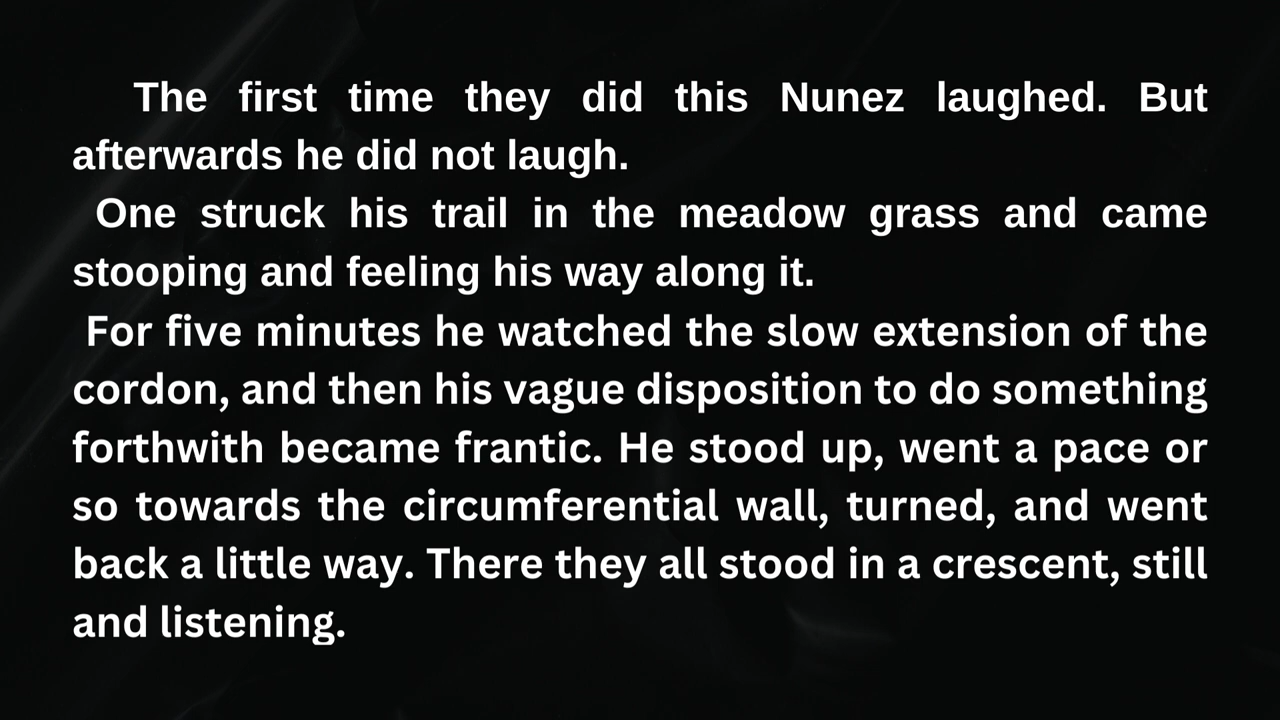 The first time they did this Nunez laughed. But
afterwards he did not laugh.
One struck his trail in the meadow grass and came
stooping and feeling his way along it.
For five minutes he watched the slow extension of the
cordon, and then his vague disposition to do something
forthwith became frantic. He stood up, went a pace or
so towards the circumferential wall, turned, and went
back a little way. There they all stood in a crescent, still
and listening.